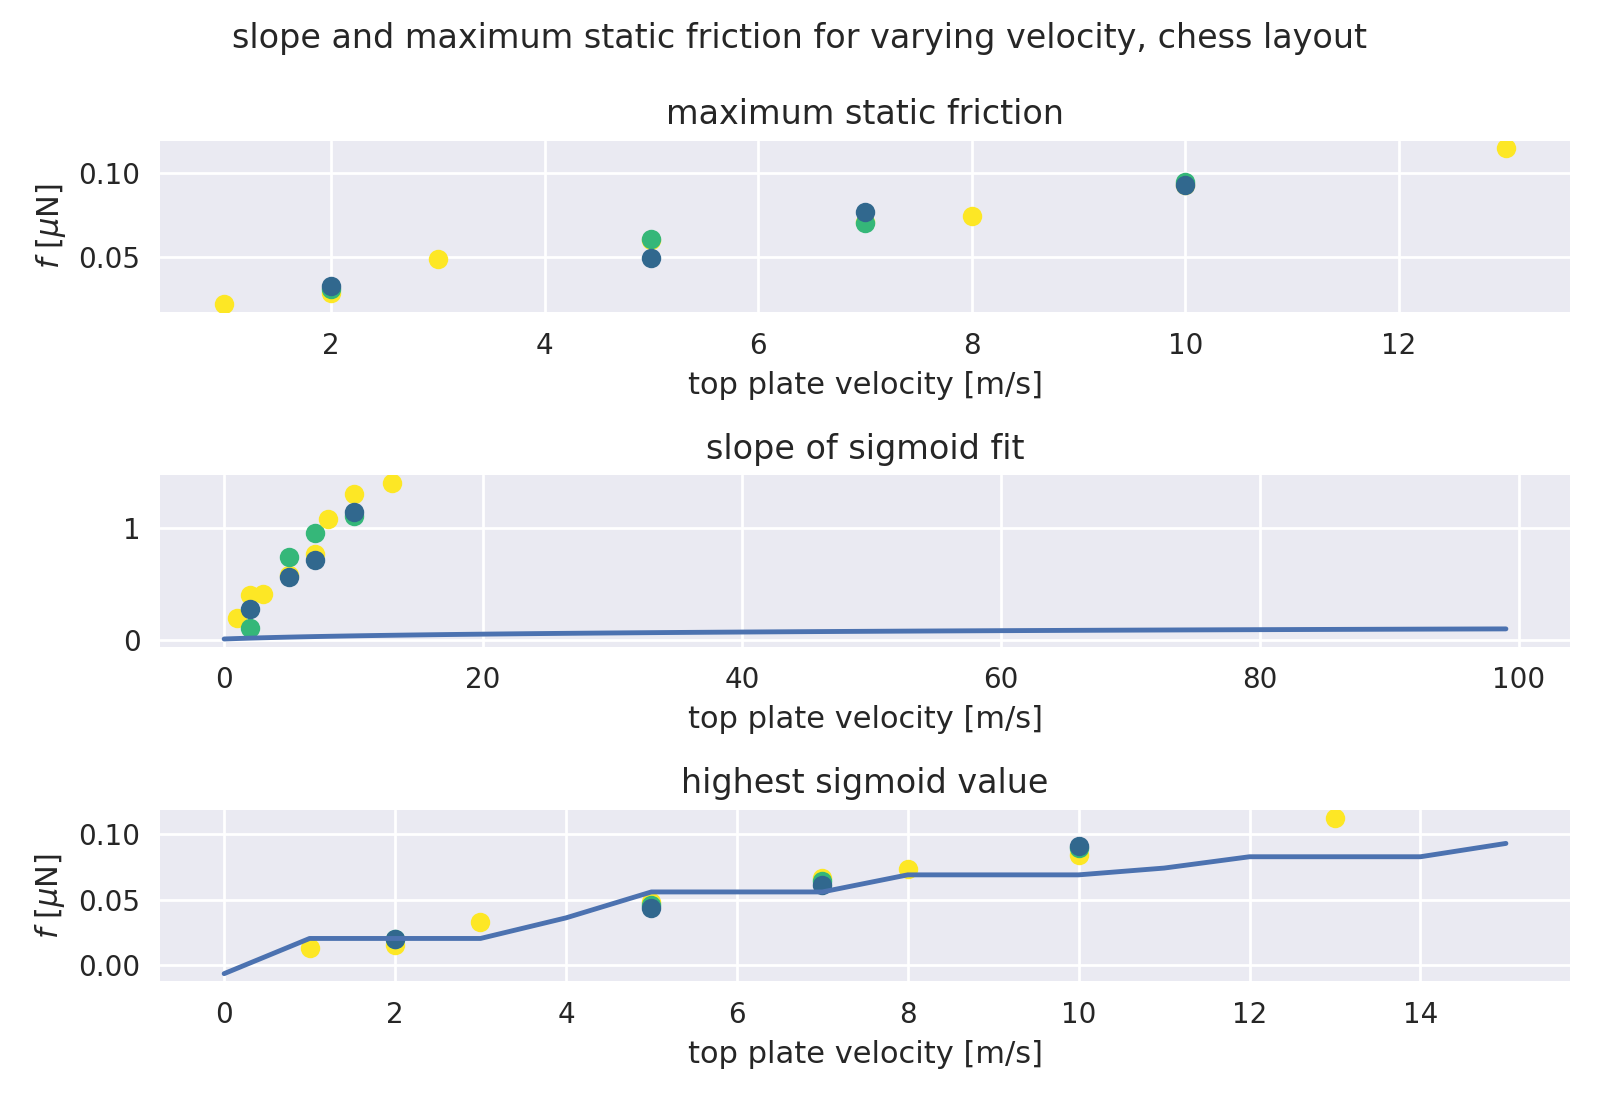 slope and maximum static friction for varying velocity, chess layout
maximum static friction
f [μN]
0.10
0.05
2 4 6 8 10 12
top plate velocity [m/s]
slope of sigmoid fit
1
0
0 20 40 60 80 100
top plate velocity [m/s]
highest sigmoid value
f [μN]
0.10
0.05
0.00
0 2 4 6 8 10 12 14
top plate velocity [m/s]